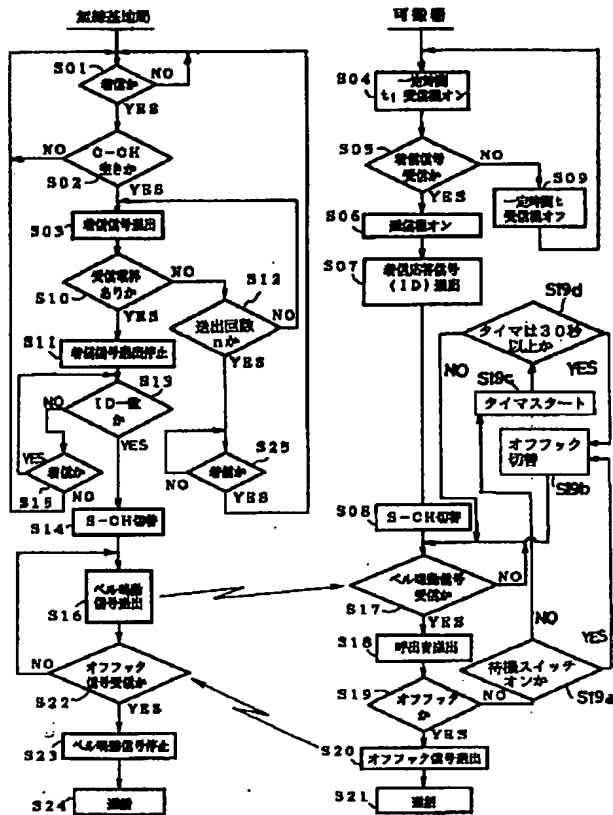 無線基地局
S01
着信か
NO
YES
C-CH
空きか
NO
S02
YES
S03
着信信号送出
受信電界
ありか
NO
S10
YES
S12
送出回数
nか
NO
YES
S11
着信信号送出停止
S13
ID一致
か
NO
YES
YES
着信か
S15
NO
S25
着信か
NO
YES
S14
S-CH切替
ベル鳴動
信号送出
S16
オフフック
信号受信か
NO
S22
YES
S23
ベル鳴動信号停止
S24
通話
可搬機
S04
一定時間
t₁ 受信機オン
S05
着信信号
受信か
NO
YES
S09
一定時間t
受信機オフ
S06
送信機オン
S07
着信応答信号
(ID)送出
S19d
タイマは30秒
以上か
NO
YES
S19c
タイマスタート
オフフック
切替
S19b
S08
S-CH切替
ベル鳴動信号
受信か
NO
S17
YES
S18
呼出音送出
NO
YES
待機スイッチ
オンか
S19a
S19
オフフック
か
NO
YES
S20
オフフック信号送出
S21
通話